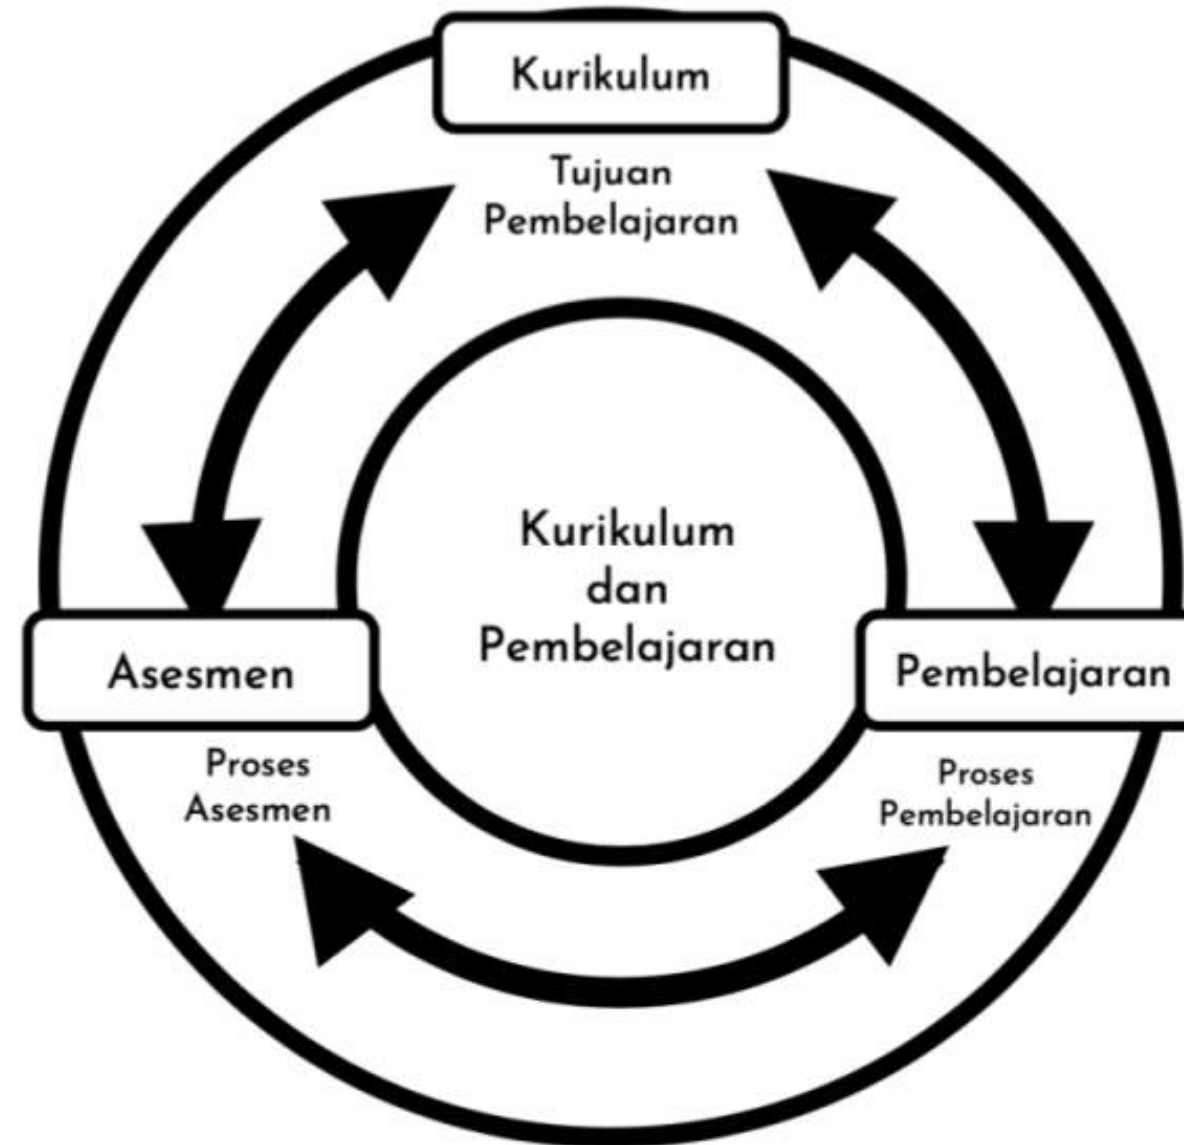 Kurikulum
Tujuan
Pembelajaran
Kurikulum
dan
Pembelajaran
Asesmen
Pembelajaran
Proses
Asesmen
Proses
Pembelajaran